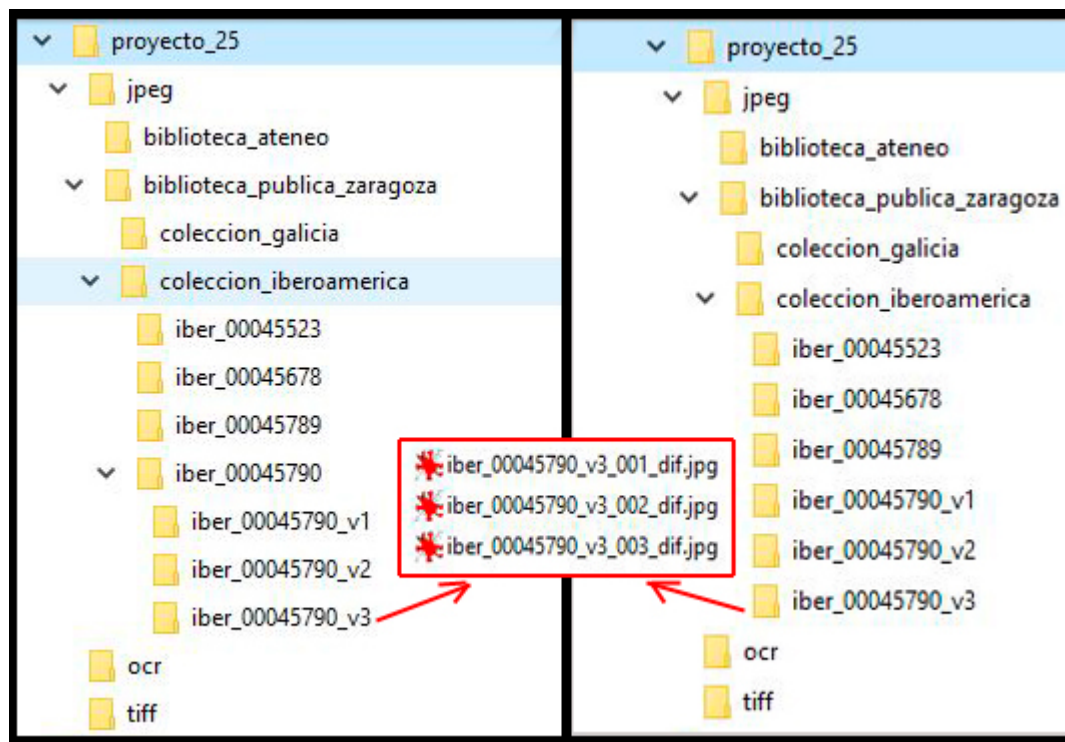 proyecto_25
jpeg
biblioteca_ateneo
biblioteca_publica_zaragoza
coleccion_galicia
coleccion_iberoamerica
iber_00045523
iber_00045678
iber_00045789
iber_00045790
iber_00045790_v1
iber_00045790_v2
iber_00045790_v3
ocr
tiff
iber_00045790_v3_001_dif.jpg
iber_00045790_v3_002_dif.jpg
iber_00045790_v3_003_dif.jpg
proyecto_25
jpeg
biblioteca_ateneo
biblioteca_publica_zaragoza
coleccion_galicia
coleccion_iberoamerica
iber_00045523
iber_00045678
iber_00045789
iber_00045790_v1
iber_00045790_v2
iber_00045790_v3
ocr
tiff